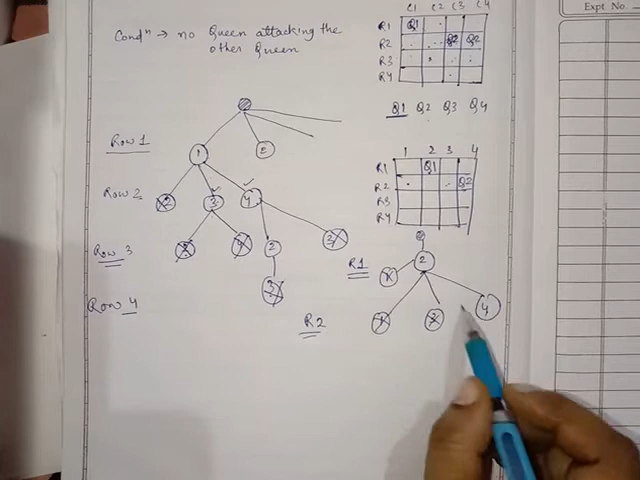 Condⁿ → no Queen attacking the
other Queen
C1 C2 C3 C4
R1 Q1
R2 Q2 Q2
R3
R4
Q1 Q2 Q3 Q4
Row 1
1 2
Row 2
2 3 4
Row 3
2 4 2 3
Row 4
3
1 2 3 4
R1 Q1
R2 Q2
R3
R4
R1
2
R2
1 3 4
Expt No.